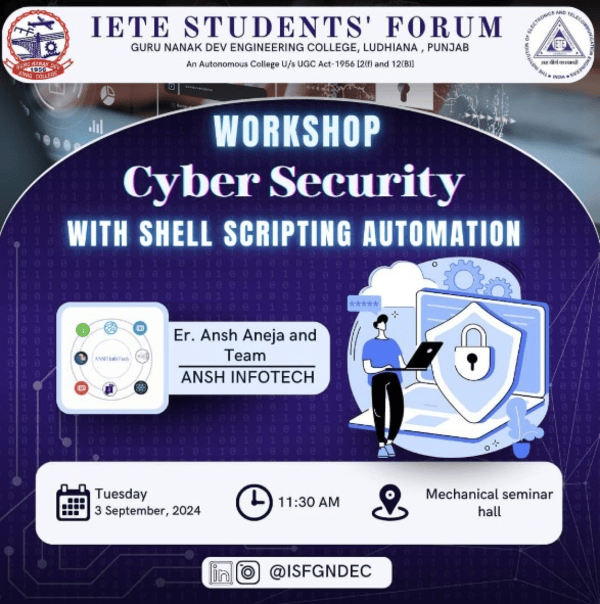 IETE STUDENTS' FORUM
GURU NANAK DEV ENGINEERING COLLEGE, LUDHIANA , PUNJAB
An Autonomous College U/s UGC Act-1956 [2(f) and 12(B)]
IETE
WORKSHOP
Cyber Security
WITH SHELL SCRIPTING AUTOMATION
Er. Ansh Aneja and
Team
ANSH INFOTECH
Tuesday
3 September, 2024
11:30 AM
Mechanical seminar
hall
in
@ISFGNDEC